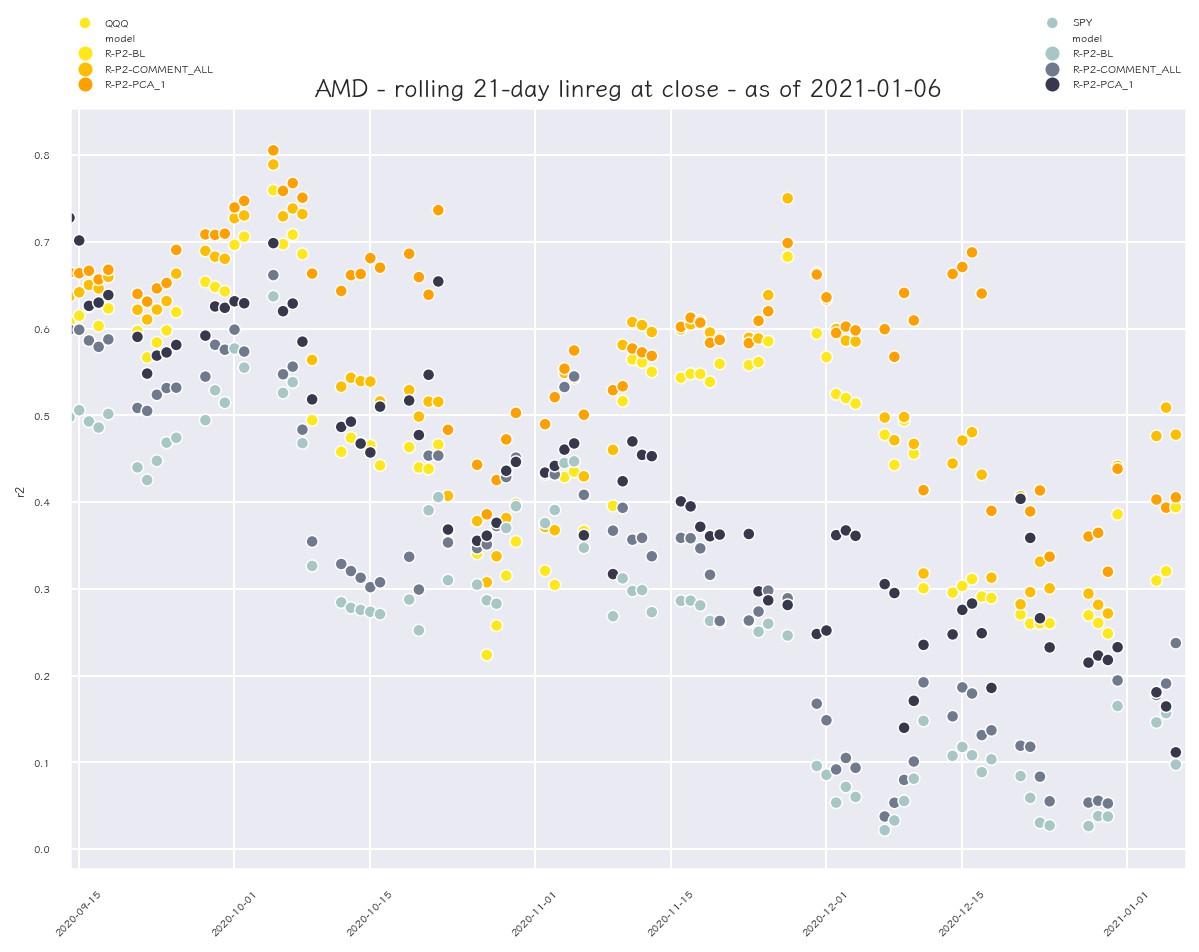 QQQ
model
R-P2-BL
R-P2-COMMENT_ALL
R-P2-PCA_1
SPY
model
R-P2-BL
R-P2-COMMENT_ALL
R-P2-PCA_1
AMD - rolling 21-day linreg at close - as of 2021-01-06
0.8
0.7
0.6
0.5
0.4
0.3
0.2
0.1
0.0
r2
2020-09-15
2020-10-01
2020-10-15
2020-11-01
2020-11-15
2020-12-01
2020-12-15
2021-01-01